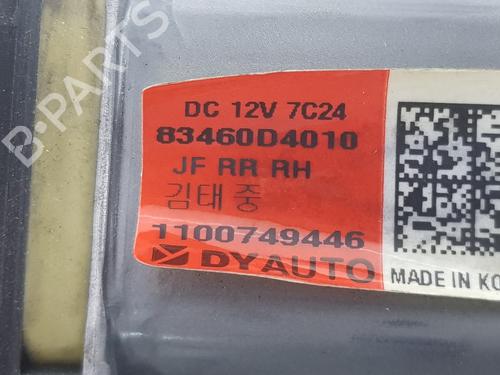 B-PARTS
DC 12V 7C24
83460D4010
JF RR RH
김태중
1100749446
DYAUTO
MADE IN KO